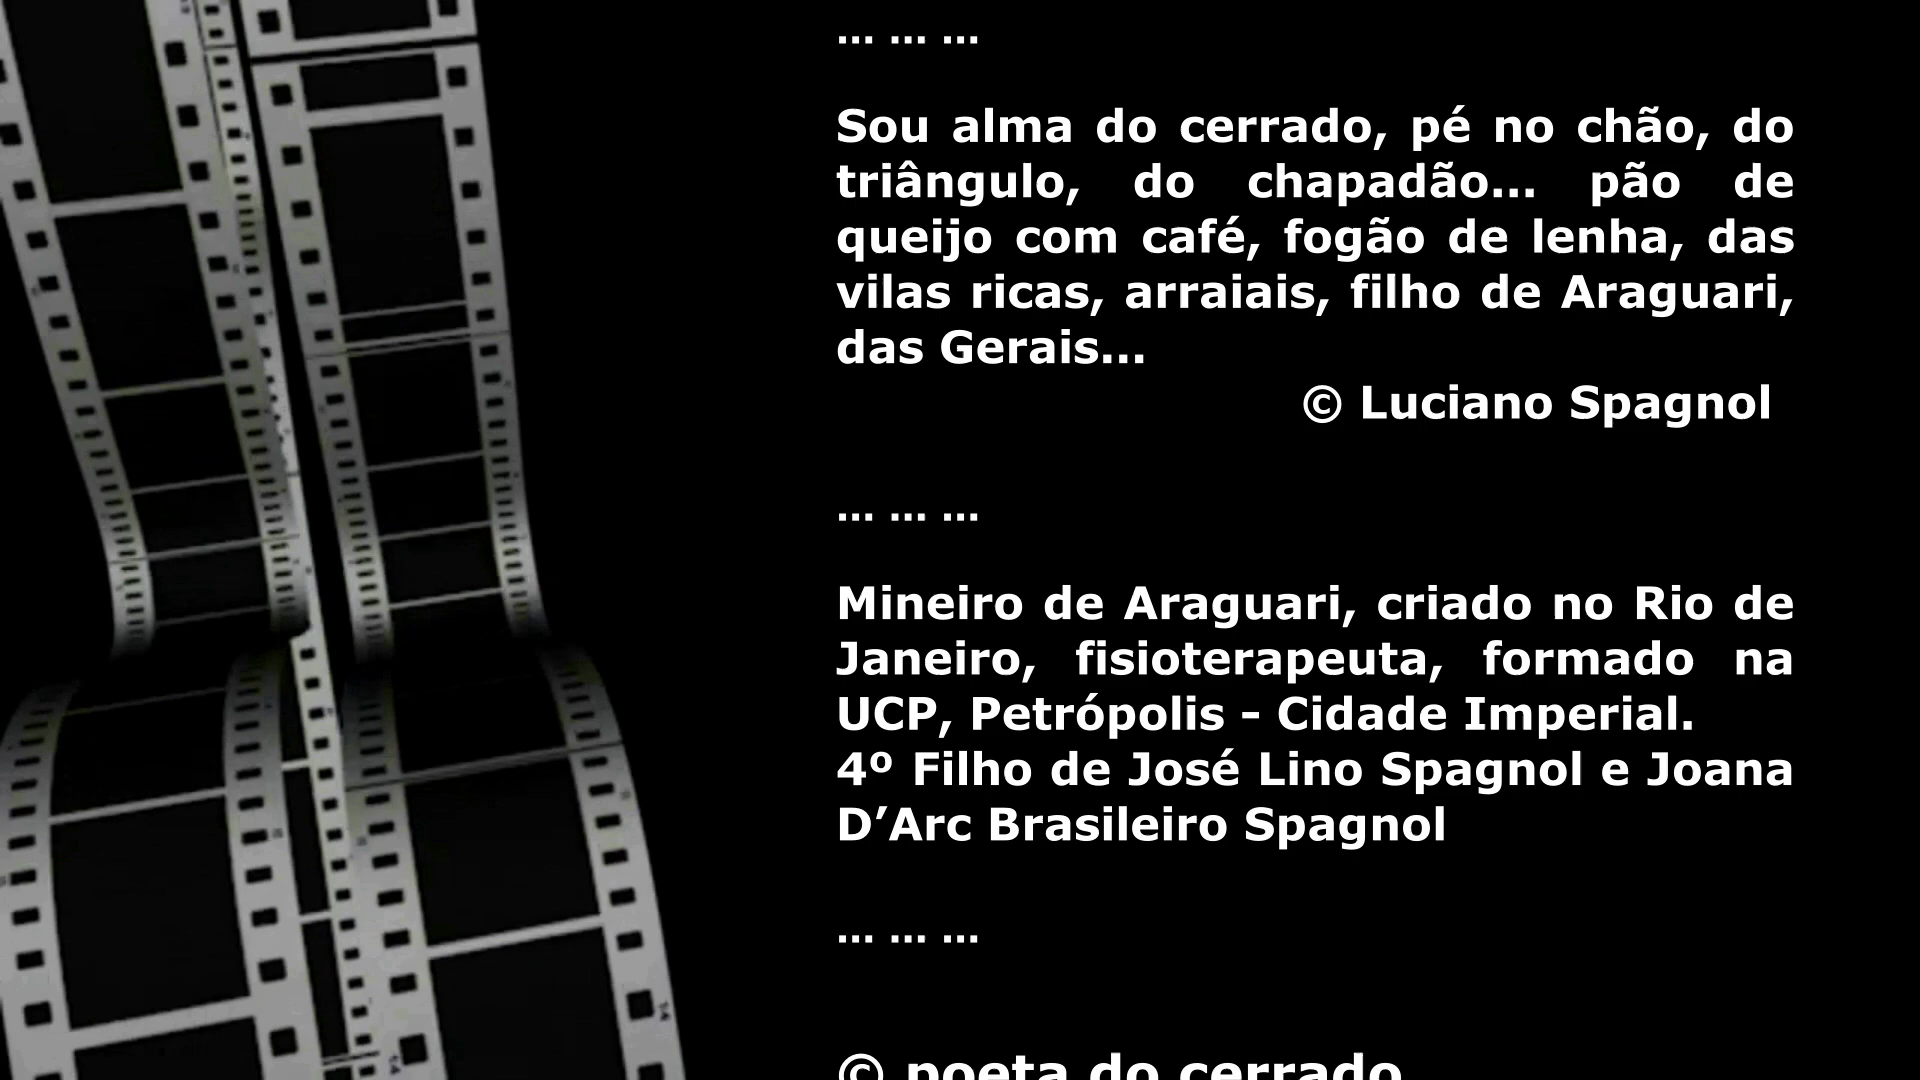 ... ... ...
Sou alma do cerrado, pé no chão, do
triângulo, do chapadão... pão de
queijo com café, fogão de lenha, das
vilas ricas, arraiais, filho de Araguari,
das Gerais...
© Luciano Spagnol
... ... ...
Mineiro de Araguari, criado no Rio de
Janeiro, fisioterapeuta, formado na
UCP, Petrópolis – Cidade Imperial.
4º Filho de José Lino Spagnol e Joana
D’Arc Brasileiro Spagnol
... ... ...
© poeta do cerrado